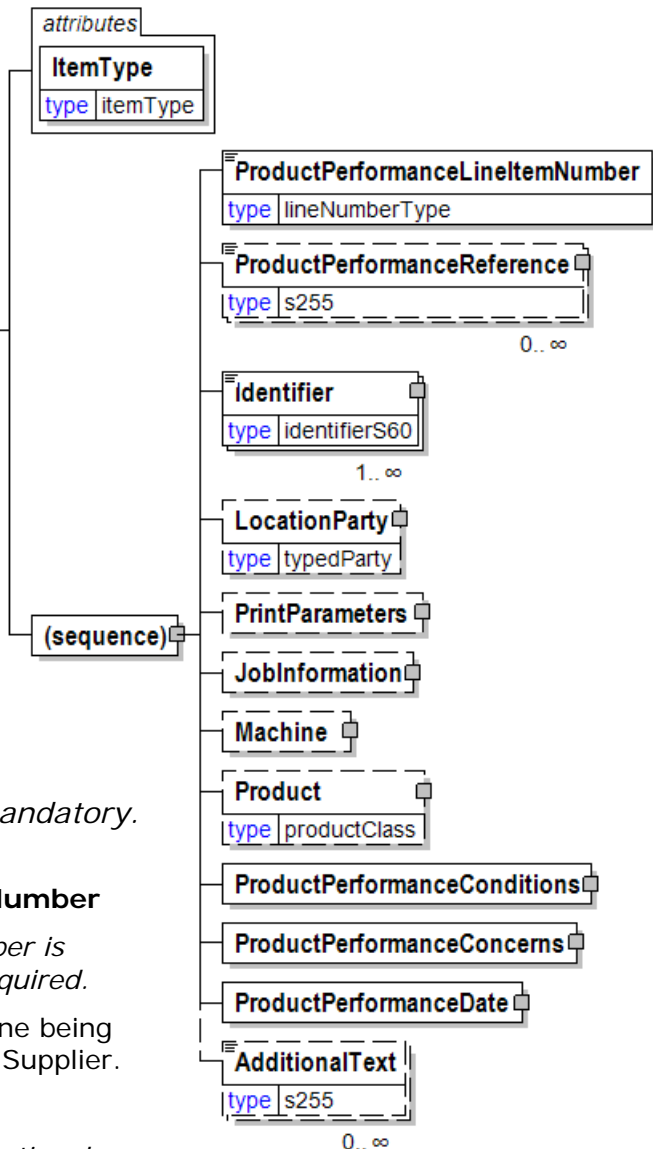 attributes
ItemType
type itemType
ProductPerformanceLineItemNumber
type lineNumberType
ProductPerformanceReference
type s255
0.. ∞
Identifier
type identifierS60
1.. ∞
LocationParty
type typedParty
PrintParameters
(sequence)
JobInformation
Machine
Product
type productClass
ProductPerformanceConditions
ProductPerformanceConcerns
ProductPerformanceDate
AdditionalText
type s255
0.. ∞
andatory.
Number
er is
quired.
ne being
Supplier.